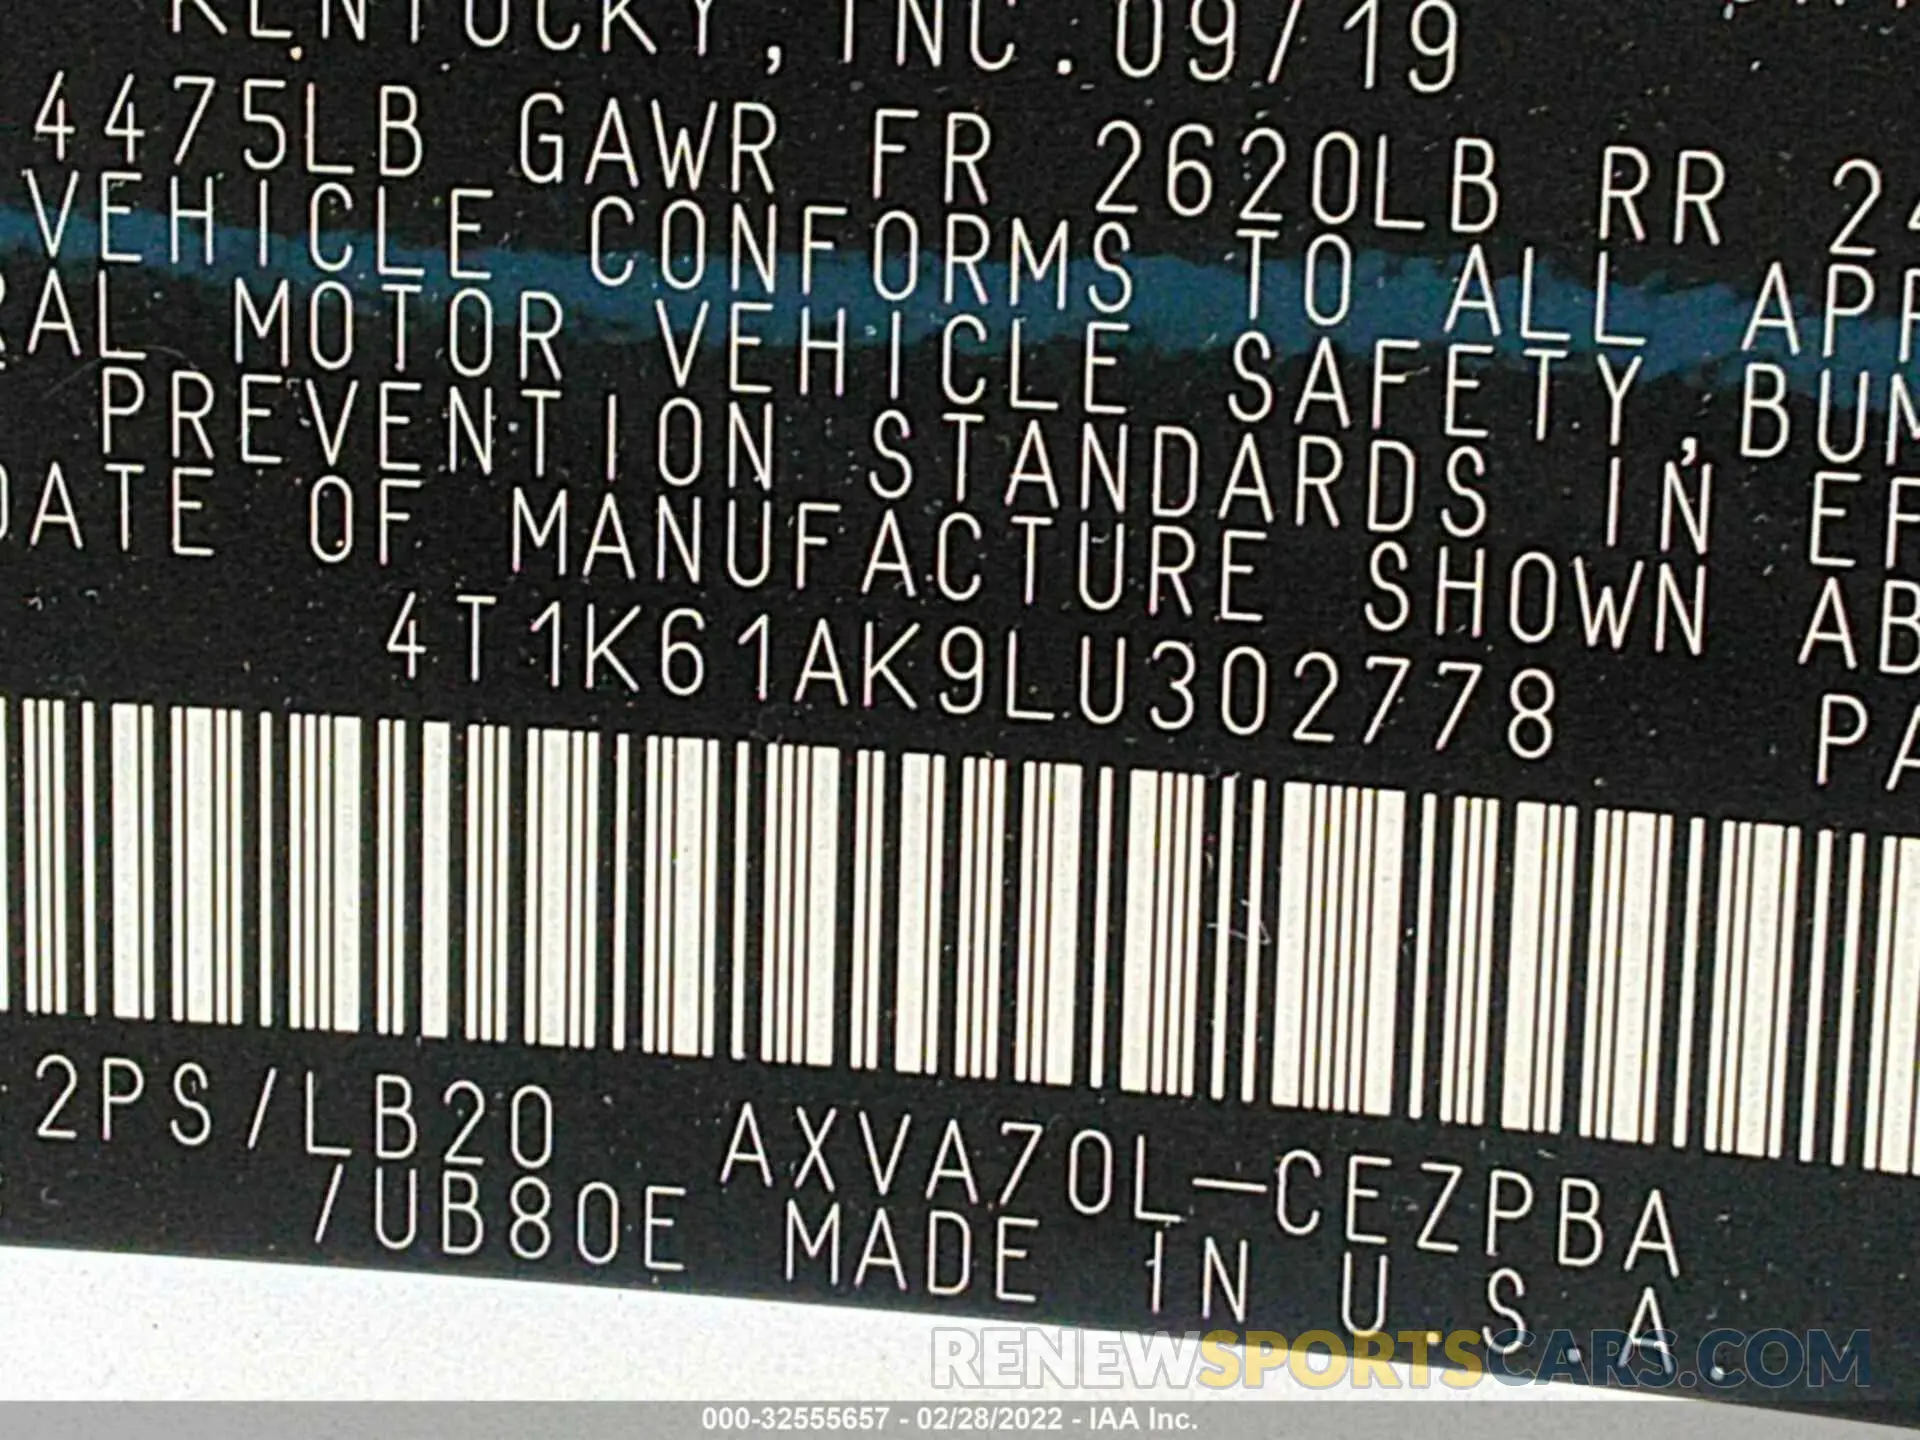 KENTUCKY, INC. 09/19
4475LB GAWR FR 2620LB RR 24
VEHICLE CONFORMS TO ALL APP
RAL MOTOR VEHICLE SAFETY, BUM
PREVENTION STANDARDS IN EF
DATE OF MANUFACTURE SHOWN AB
4T1K61AK9LU302778 PA
2PS/LB20 AXVA70L-CEZPBA
/UB80E MADE IN U.S.A.
RENEWSPORTSCARS.COM
000-32555657 - 02/28/2022 - IAA Inc.